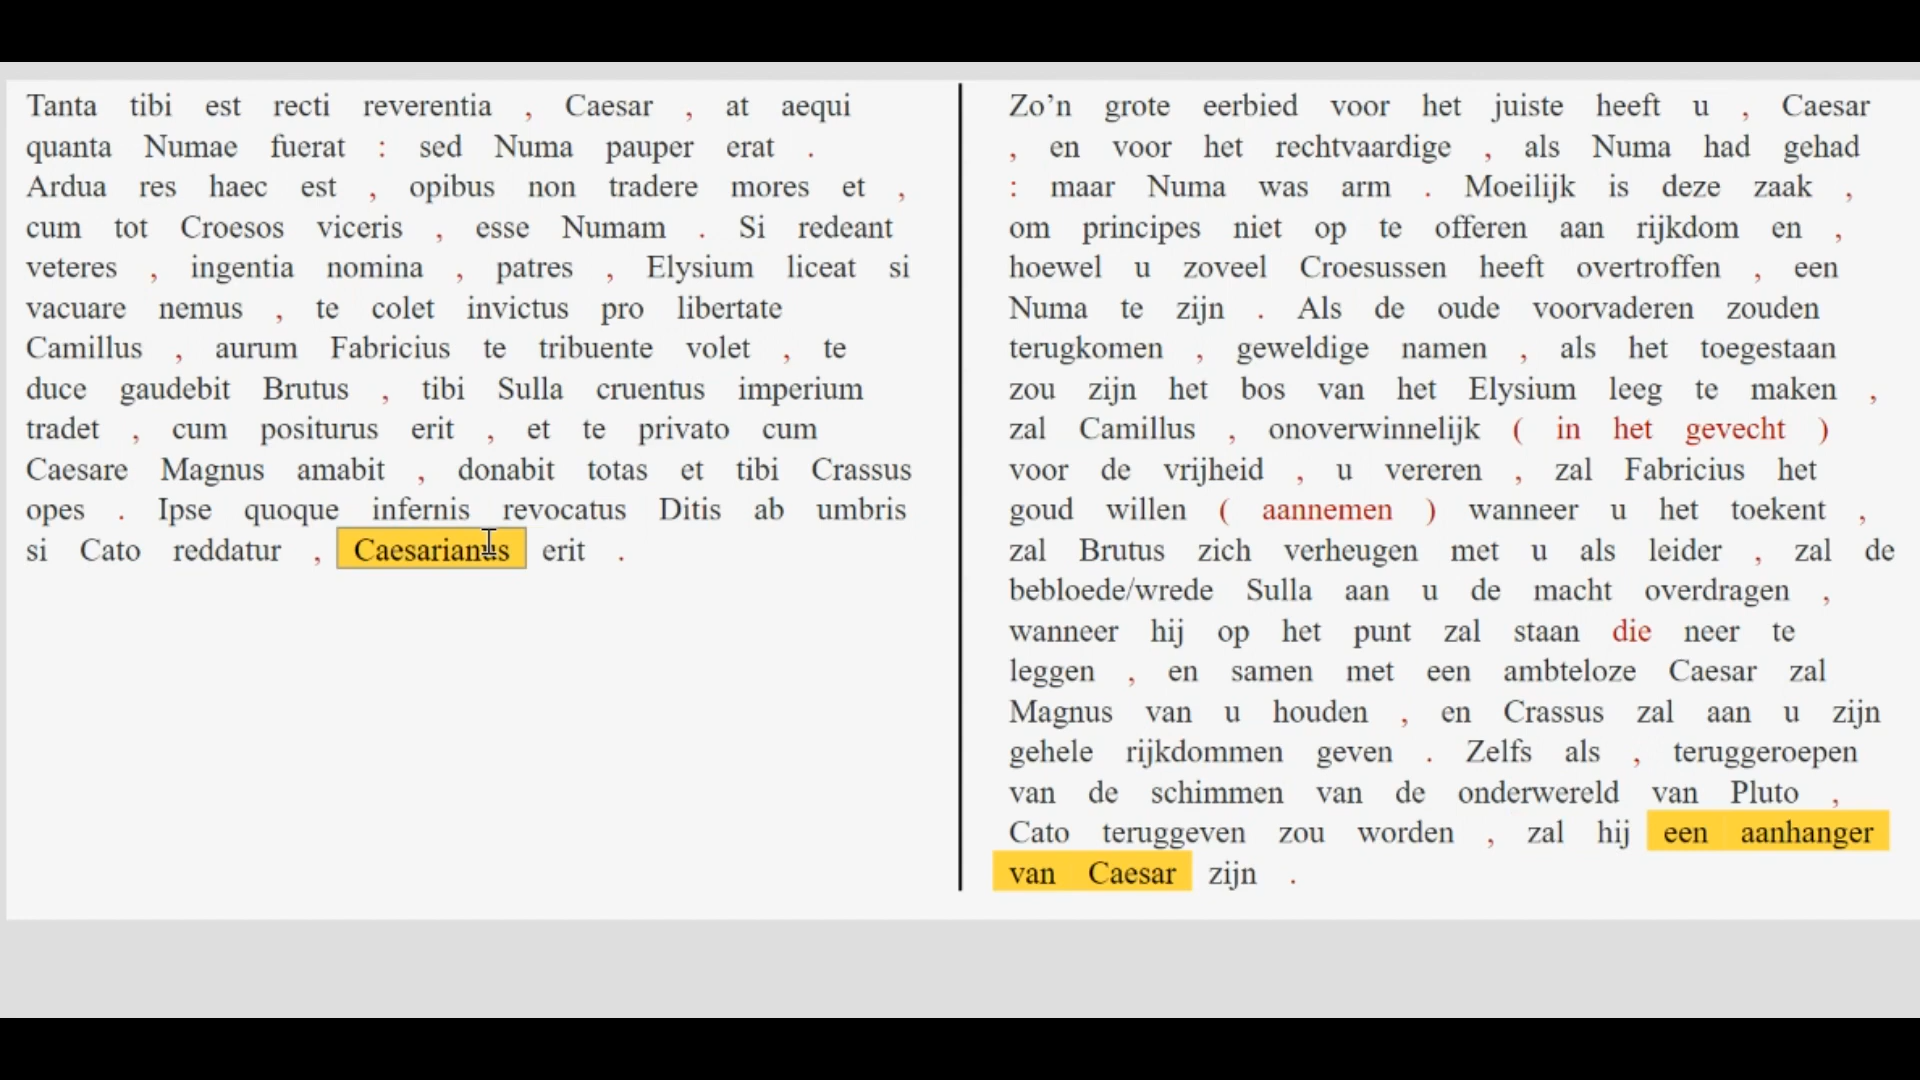 Tanta tibi est recti reverentia , Caesar , at aequi
quanta Numae fuerat : sed Numa pauper erat .
Ardua res haec est , opibus non tradere mores et ,
cum tot Croesos viceris , esse Numam . Si redeant
veteres , ingentia nomina , patres , Elysium liceat si
vacuare nemus , te colet invictus pro libertate
Camillus , aurum Fabricius te tribuente volet , te
duce gaudebit Brutus , tibi Sulla cruentus imperium
tradet , cum positurus erit , et te privato cum
Caesare Magnus amabit , donabit totas et tibi Crassus
opes . Ipse quoque infernis revocatus Ditis ab umbris
si Cato reddatur , Caesarianus erit .
Zo’n grote eerbied voor het juiste heeft u , Caesar
, en voor het rechtvaardige , als Numa had gehad
: maar Numa was arm . Moeilijk is deze zaak ,
om principes niet op te offeren aan rijkdom en ,
hoewel u zoveel Croesussen heeft overtroffen , een
Numa te zijn . Als de oude voorvaderen zouden
terugkomen , geweldige namen , als het toegestaan
zou zijn het bos van het Elysium leeg te maken ,
zal Camillus , onoverwinnelijk ( in het gevecht )
voor de vrijheid , u vereren , zal Fabricius het
goud willen ( aannemen ) wanneer u het toekent ,
zal Brutus zich verheugen met u als leider , zal de
bebloede/wrede Sulla aan u de macht overdragen ,
wanneer hij op het punt zal staan die neer te
leggen , en samen met een ambteloze Caesar zal
Magnus van u houden , en Crassus zal aan u zijn
gehele rijkdommen geven . Zelfs als , teruggeroepen
van de schimmen van de onderwereld van Pluto ,
Cato teruggeven zou worden , zal hij een aanhanger
van Caesar zijn .